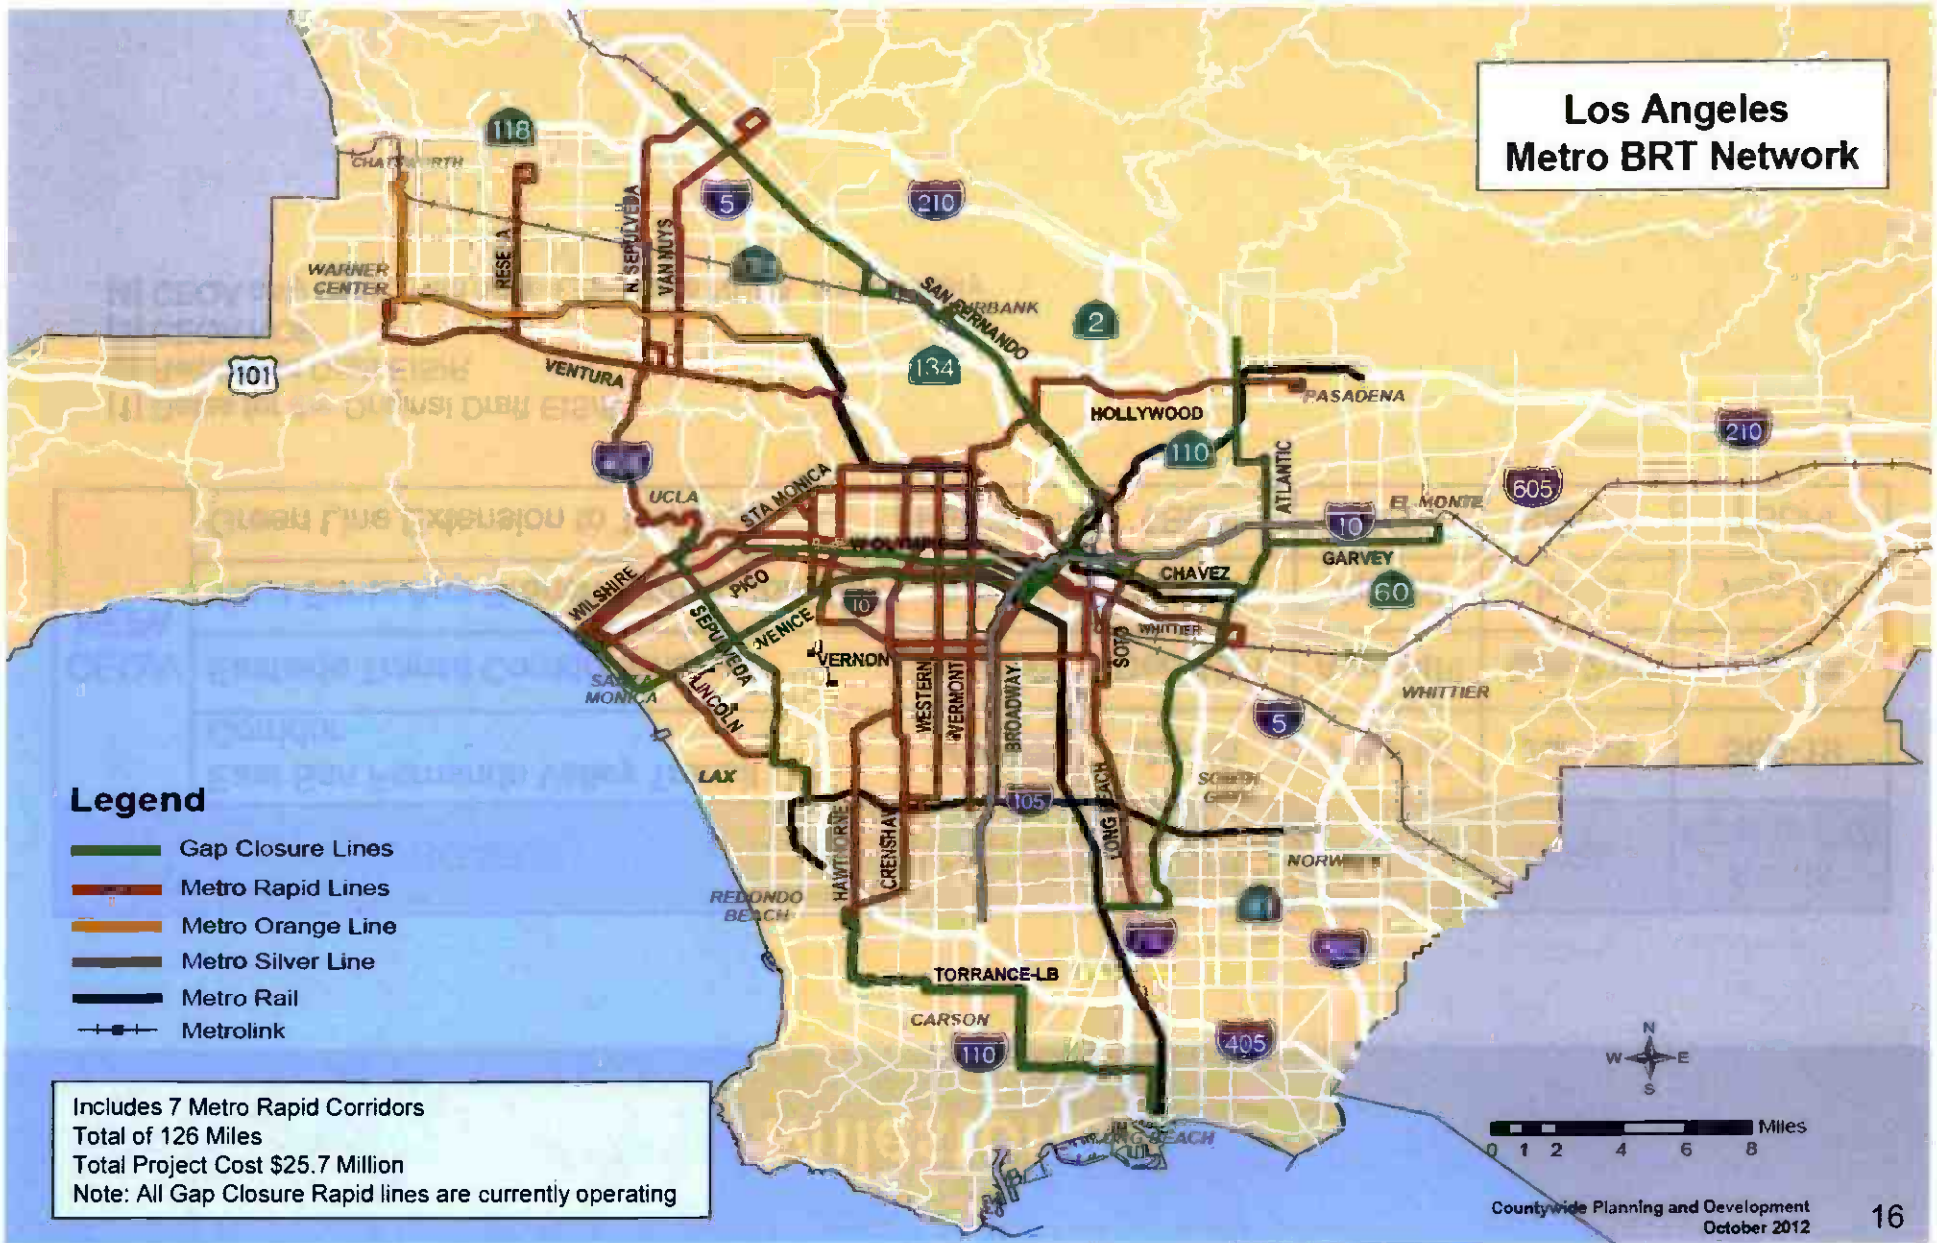 Los Angeles
Metro BRT Network
118
CHATSWORTH
5
210
N. SEPULVEDA
VAN NUYS
RESEDA
WARNER
CENTER
SAN FERNANDO
BURBANK
2
134
101
VENTURA
HOLLYWOOD
PASADENA
110
210
ATLANTIC
605
EL MONTE
10
GARVEY
UCLA
STA MONICA
W OLYMPIC
WILSHIRE
PICO
CHAVEZ
60
10
SEPULVEDA
VENICE
WHITTIER
SOTO
VERNON
SANTA
MONICA
LINCOLN
WESTERN
VERMONT
BROADWAY
WHITTIER
5
LAX
LONG BEACH
105
HAWTHORNE
CRENSHAW
REDONDO
BEACH
TORRANCE-LB
CARSON
110
405
LONG BEACH
Legend
Gap Closure Lines
Metro Rapid Lines
Metro Orange Line
Metro Silver Line
Metro Rail
Metrolink
Includes 7 Metro Rapid Corridors
Total of 126 Miles
Total Project Cost $25.7 Million
Note: All Gap Closure Rapid lines are currently operating
N
W E
S
Miles
0 1 2 4 6 8
Countywide Planning and Development
October 2012
16